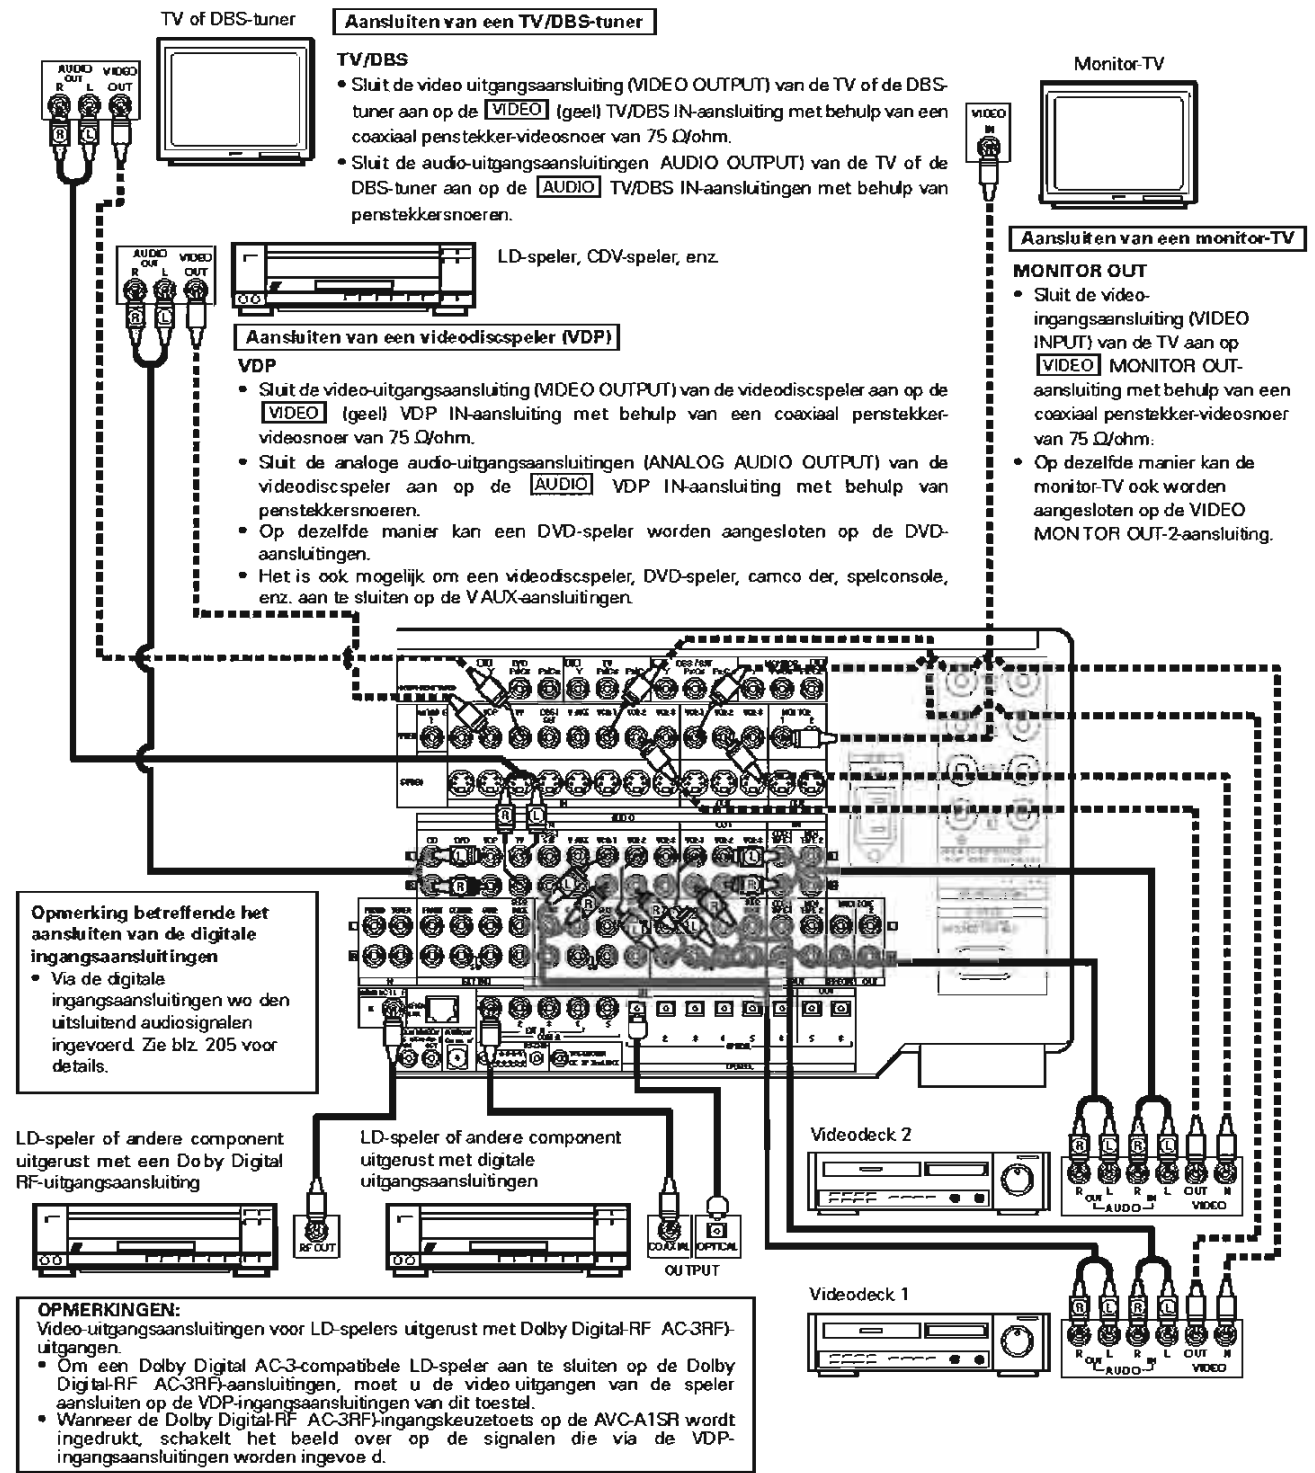 TV of DBS-tuner
Aansluiten van een TV/DBS-tuner
TV/DBS
• Sluit de video uitgangsaansluiting (VIDEO OUTPUT) van de TV of de DBS-
tuner aan op de VIDEO (geel) TV/DBS IN-aansluiting met behulp van een
coaxiaal penstekker-videosnoer van 75 Ω/ohm.
• Sluit de audio-uitgangsaansluitingen AUDIO OUTPUT) van de TV of de
DBS-tuner aan op de AUDIO TV/DBS IN-aansluitingen met behulp van
penstekkersnoeren.
AUDIO VIDEO
OUT OUT
R L
R L
Monitor-TV
VIDEO
IN
Aansluiten van een monitor-TV
MONITOR OUT
• Sluit de video-
ingangsaansluiting (VIDEO
INPUT) van de TV aan op
VIDEO MONITOR OUT-
aansluiting met behulp van een
coaxiaal penstekker-videosnoer
van 75 Ω/ohm.
• Op dezelfde manier kan de
monitor-TV ook worden
aangesloten op de VIDEO
MON TOR OUT-2-aansluiting.
AUDIO VIDEO
OUT OUT
R L
R L
LD-speler, CDV-speler, enz.
Aansluiten van een videodiscspeler (VDP)
VDP
• Sluit de video-uitgangsaansluiting (VIDEO OUTPUT) van de videodiscspeler aan op de
VIDEO (geel) VDP IN-aansluiting met behulp van een coaxiaal penstekker-
videosnoer van 75 Ω/ohm.
• Sluit de analoge audio-uitgangsaansluitingen (ANALOG AUDIO OUTPUT) van de
videodiscspeler aan op de AUDIO VDP IN-aansluiting met behulp van
penstekkersnoeren.
• Op dezelfde manier kan een DVD-speler worden aangesloten op de DVD-
aansluitingen.
• Het is ook mogelijk om een videodiscspeler, DVD-speler, camco der, spelconsole,
enz. aan te sluiten op de V AUX-aansluitingen.
Opmerking betreffende het
aansluiten van de digitale
ingangsaansluitingen
• Via de digitale
ingangsaansluitingen wo den
uitsluitend audiosignalen
ingevoerd. Zie blz. 205 voor
details.
LD-speler of andere component
uitgerust met een Do by Digital
RF-uitgangsaansluiting
RF OUT
LD-speler of andere component
uitgerust met digitale
uitgangsaansluitingen
COAXIAL OPTICAL
OUTPUT
Videodeck 2
R L R L
R L R L OUT IN
OUT IN
AUDIO VIDEO
Videodeck 1
R L R L
R L R L OUT IN
OUT IN
AUDIO VIDEO
OPMERKINGEN:
Video-uitgangsaansluitingen voor LD-spelers uitgerust met Dolby Digital-RF AC-3RF)-
uitgangen.
• Om een Dolby Digital AC-3-compatibele LD-speler aan te sluiten op de Dolby
Digital-RF AC-3RF)-aansluitingen, moet u de video uitgangen van de speler
aansluiten op de VDP-ingangsaansluitingen van dit toestel.
• Wanneer de Dolby Digital-RF AC-3RF)-ingangskeuzetoets op de AVC-A1SR wordt
ingedrukt, schakelt het beeld over op de signalen die via de VDP-
ingangsaansluitingen worden ingevoe d.